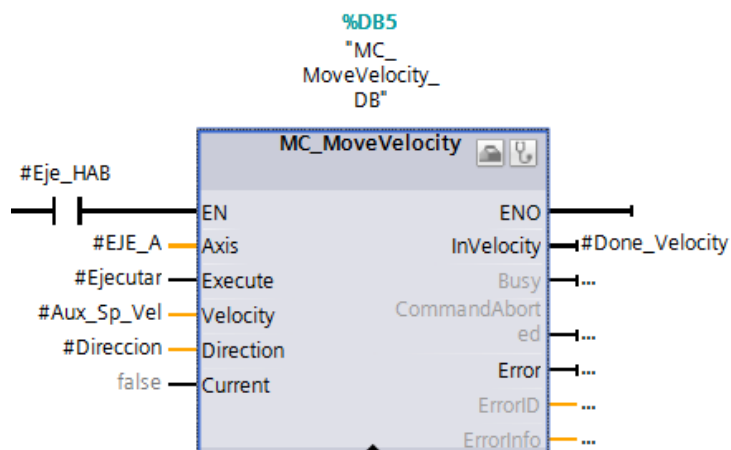 %DB5
"MC_
MoveVelocity_
DB"
MC_MoveVelocity
#Eje_HAB
EN
ENO
#EJE_A
Axis
InVelocity
#Done_Velocity
#Ejecutar
Execute
Busy
...
#Aux_Sp_Vel
Velocity
CommandAbort
ed
...
#Direccion
Direction
Error
...
false
Current
ErrorID
...
ErrorInfo
...